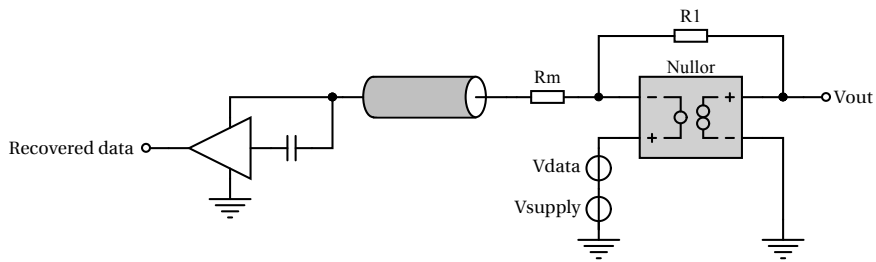 R1
Nullor
Rm
− +
Vout
+ −
Recovered data
Vdata
Vsupply